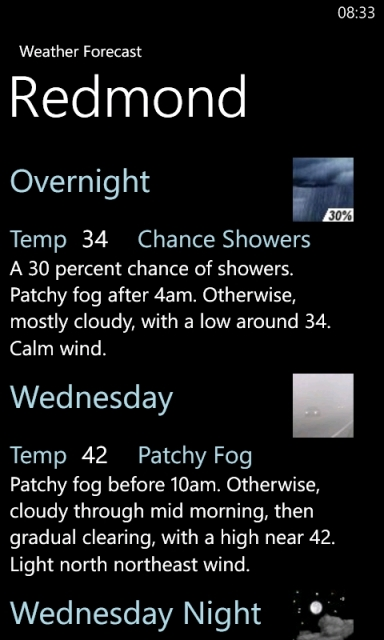 08:33
Weather Forecast
Redmond
Overnight
30%
Temp 34 Chance Showers
A 30 percent chance of showers.
Patchy fog after 4am. Otherwise,
mostly cloudy, with a low around 34.
Calm wind.
Wednesday
Temp 42 Patchy Fog
Patchy fog before 10am. Otherwise,
cloudy through mid morning, then
gradual clearing, with a high near 42.
Light north northeast wind.
Wednesday Night